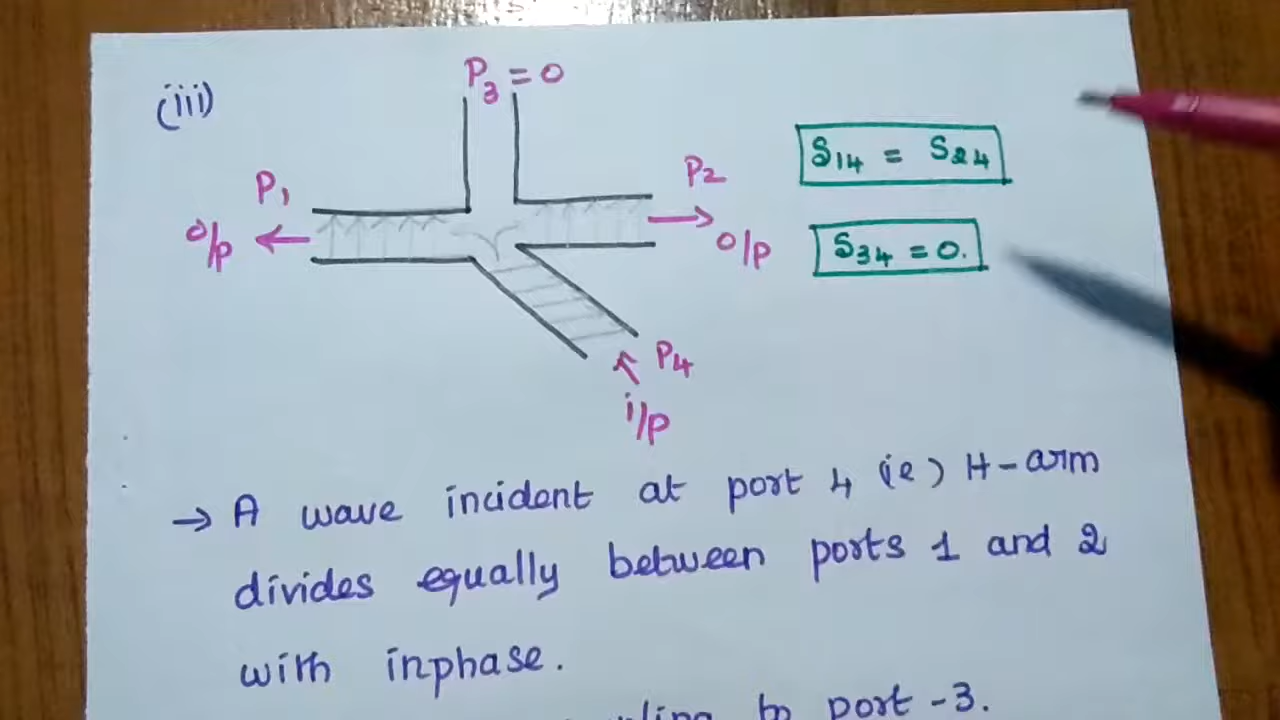 (iii)
P3 = 0
P1
P2
S14 = S24
o/p
o/p
S34 = 0.
P4
i/p
→ A wave incident at port 4 (ie) H-arm
divides equally between ports 1 and 2
with inphase.
to port -3.